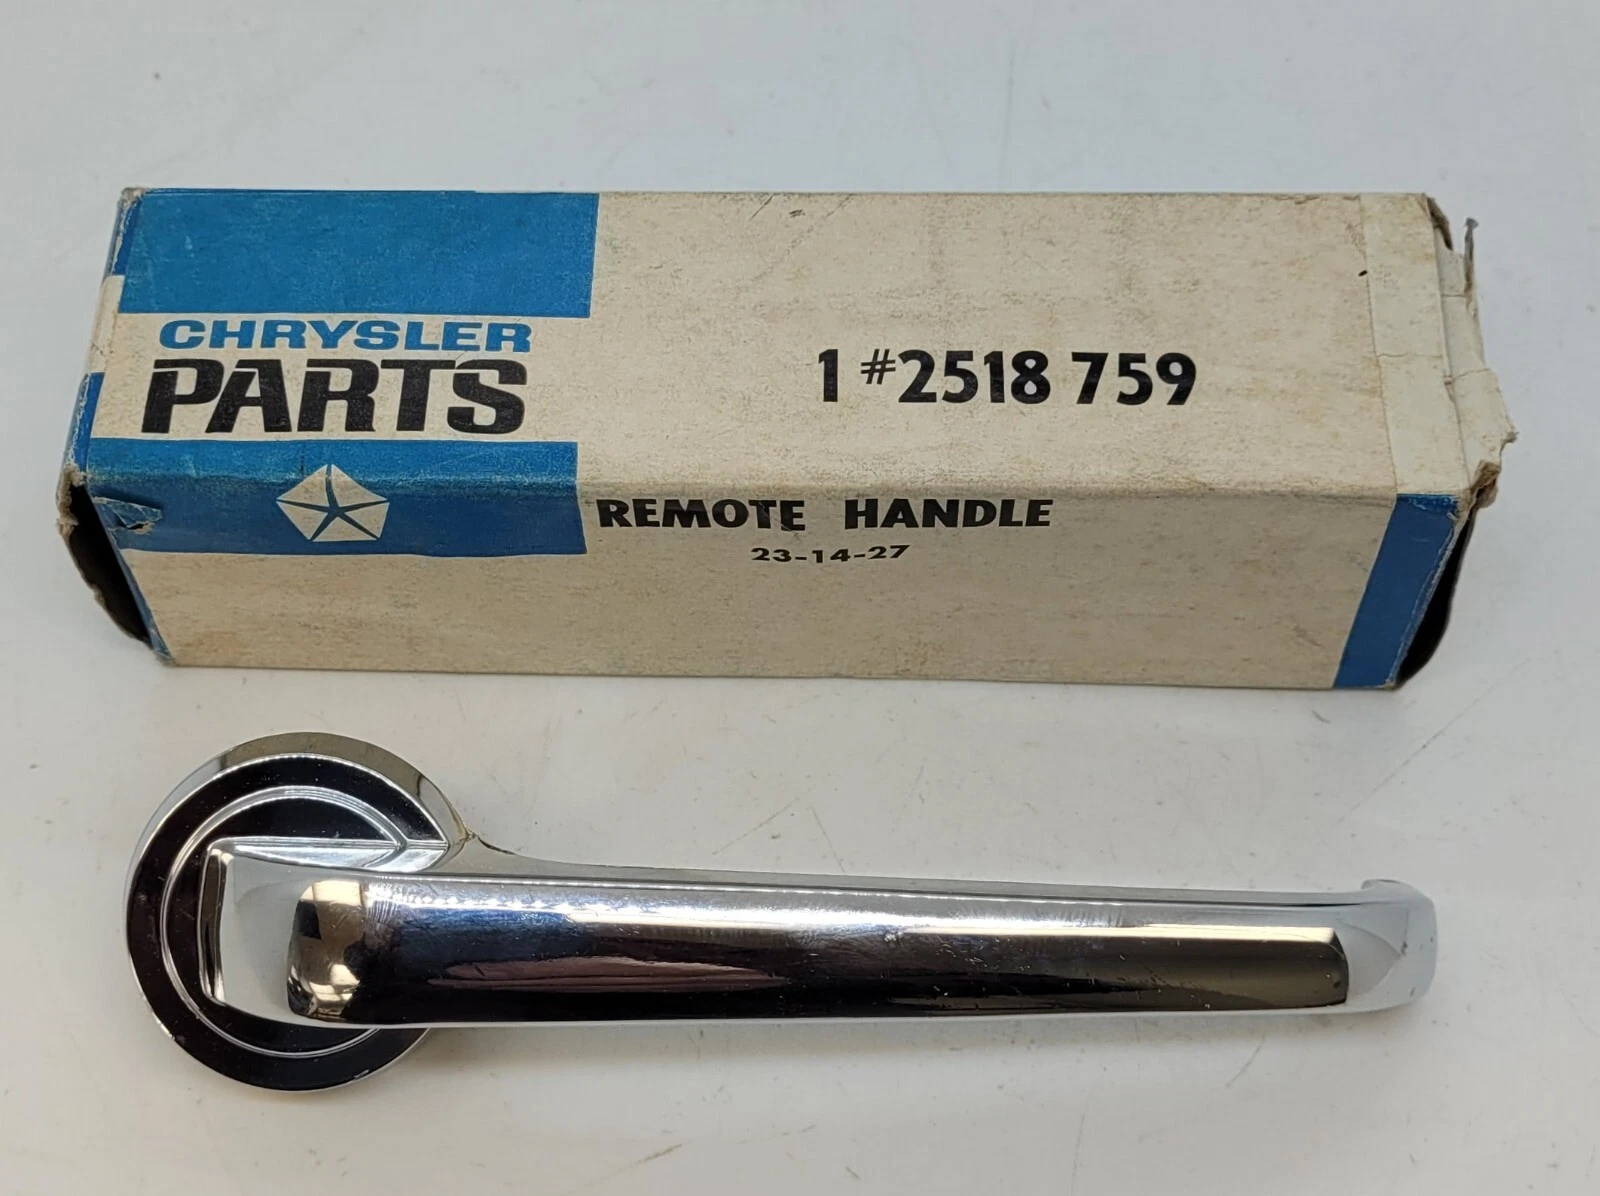 CHRYSLER
PARTS
1 #2518 759
REMOTE HANDLE
23-14-27